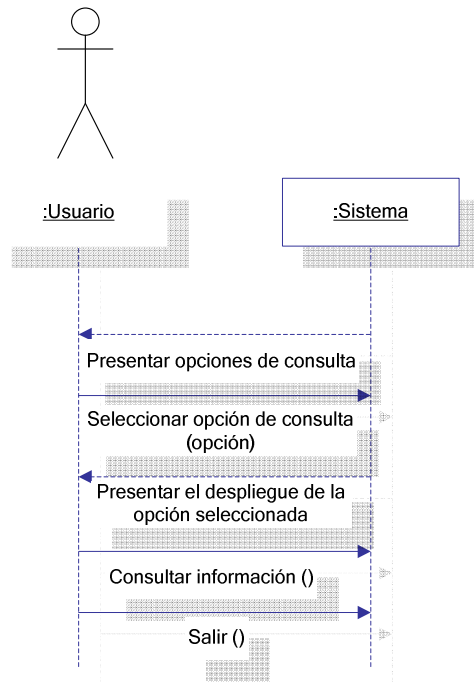 :Usuario
:Sistema
Presentar opciones de consulta
Seleccionar opción de consulta
(opción)
Presentar el despliegue de la
opción seleccionada
Consultar información ()
Salir ()